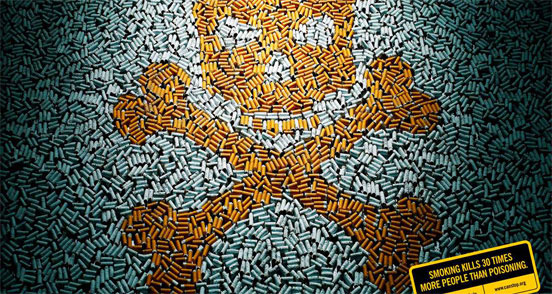 SMOKING KILLS 30 TIMES
MORE PEOPLE THAN POISONING.